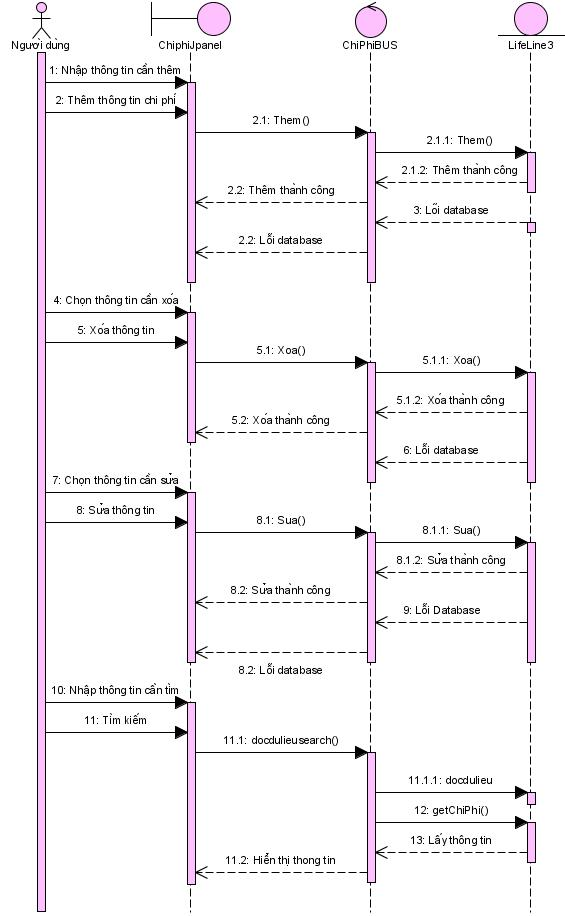 Người dùng
ChiphiJpanel
ChiPhiBUS
LifeLine3
1: Nhập thông tin cần thêm
2: Thêm thông tin chi phí
2.1: Them()
2.1.1: Them()
2.1.2: Thêm thành công
2.2: Thêm thành công
3: Lỗi database
2.2: Lỗi database
4: Chọn thông tin cần xóa
5: Xóa thông tin
5.1: Xoa()
5.1.1: Xoa()
5.1.2: Xóa thành công
5.2: Xóa thành công
6: Lỗi database
7: Chọn thông tin cần sửa
8: Sửa thông tin
8.1: Sua()
8.1.1: Sua()
8.1.2: Sửa thành công
8.2: Sửa thành công
9: Lỗi Database
8.2: Lỗi database
10: Nhập thông tin cần tìm
11: Tìm kiếm
11.1: docdulieusearch()
11.1.1: docdulieu
12: getChiPhi()
13: Lấy thông tin
11.2: Hiển thị thong tin